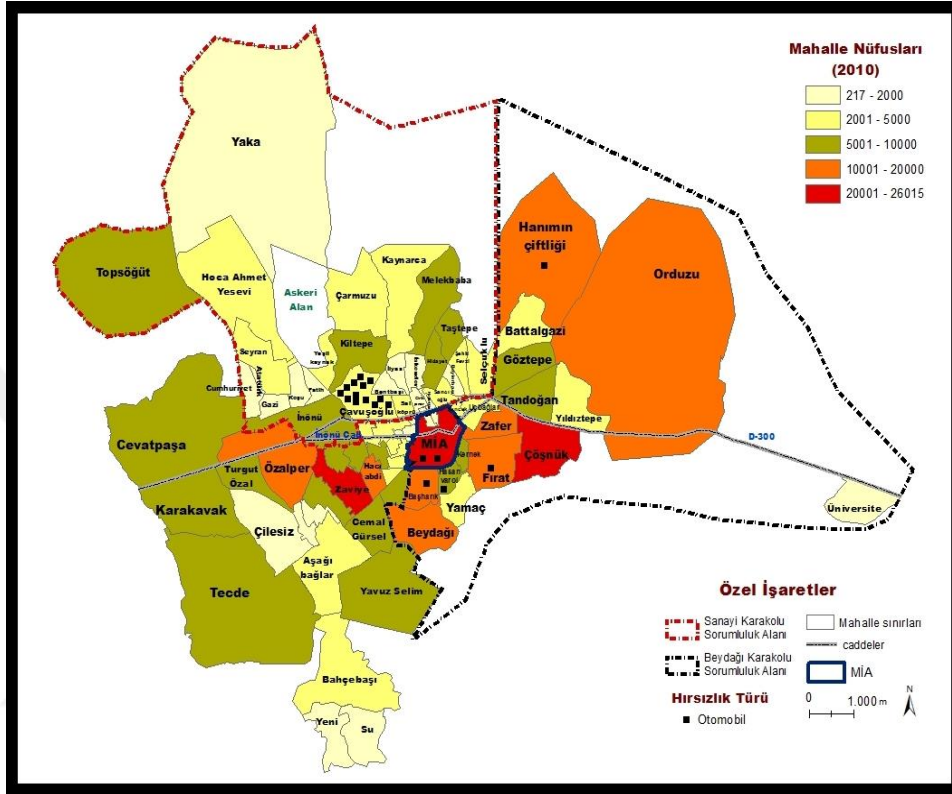 Mahalle Nüfusları
(2010)
217 - 2000
2001 - 5000
5001 - 10000
10001 - 20000
20001 - 26015
Yaka
Topsöğüt
Hoca Ahmet
Yesevi
Askeri
Alan
Çarmuzu
Kaynarca
Melekbaba
Hanımın
çiftliği
Orduzu
Taştepe
Battalgazi
Kiltepe
Selçuklu
Göztepe
Seyran
Cumhuriyet
Atatürk
Gazi
Fatih
Çavuşoğlu
Tandoğan
Yıldıztepe
İnönü
İnönü Cad
Cevatpaşa
MİA
Zafer
Çöşnük
D-300
Turgut
Özal
Özalper
Zaviye
Haca
abdi
Fırat
Karakavak
Çilesiz
Cemal
Gürsel
Başharık
Yamaç
Üniversite
Beydağı
Aşağı
bağlar
Tecde
Yavuz Selim
Bahçebaşı
Yeni
Su
Özel İşaretler
Sanayi Karakolu
Sorumluluk Alanı
Mahalle sınırları
caddeler
Beydağı Karakolu
Sorumluluk Alanı
MİA
Hırsızlık Türü
Otomobil
0
1.000 m
N